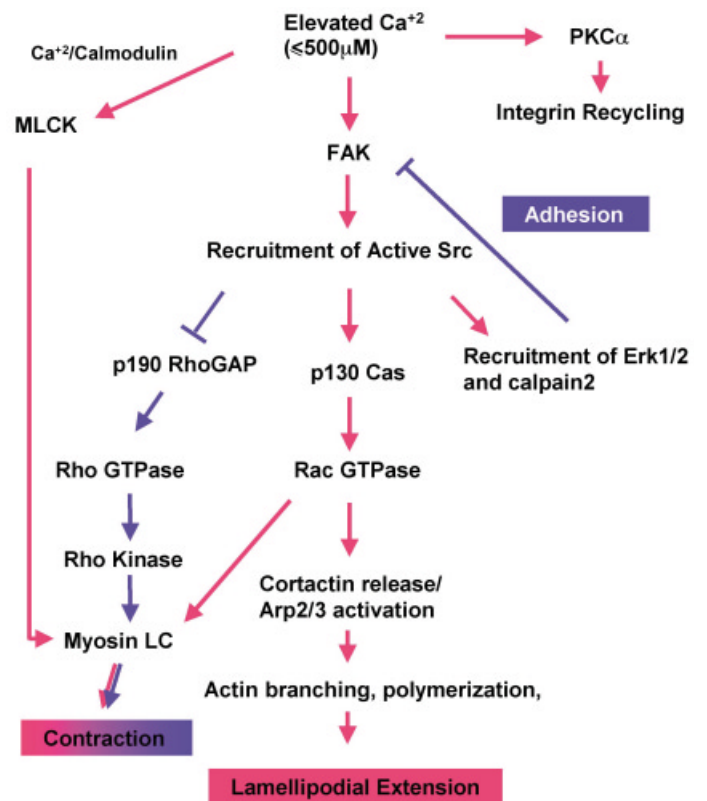 Elevated Ca⁺²
(≤500μM)
Ca⁺²/Calmodulin
PKCα
MLCK
Integrin Recycling
FAK
Adhesion
Recruitment of Active Src
p190 RhoGAP
p130 Cas
Recruitment of Erk1/2
and calpain2
Rho GTPase
Rac GTPase
Rho Kinase
Cortactin release/
Arp2/3 activation
Myosin LC
Actin branching, polymerization,
Contraction
Lamellipodial Extension